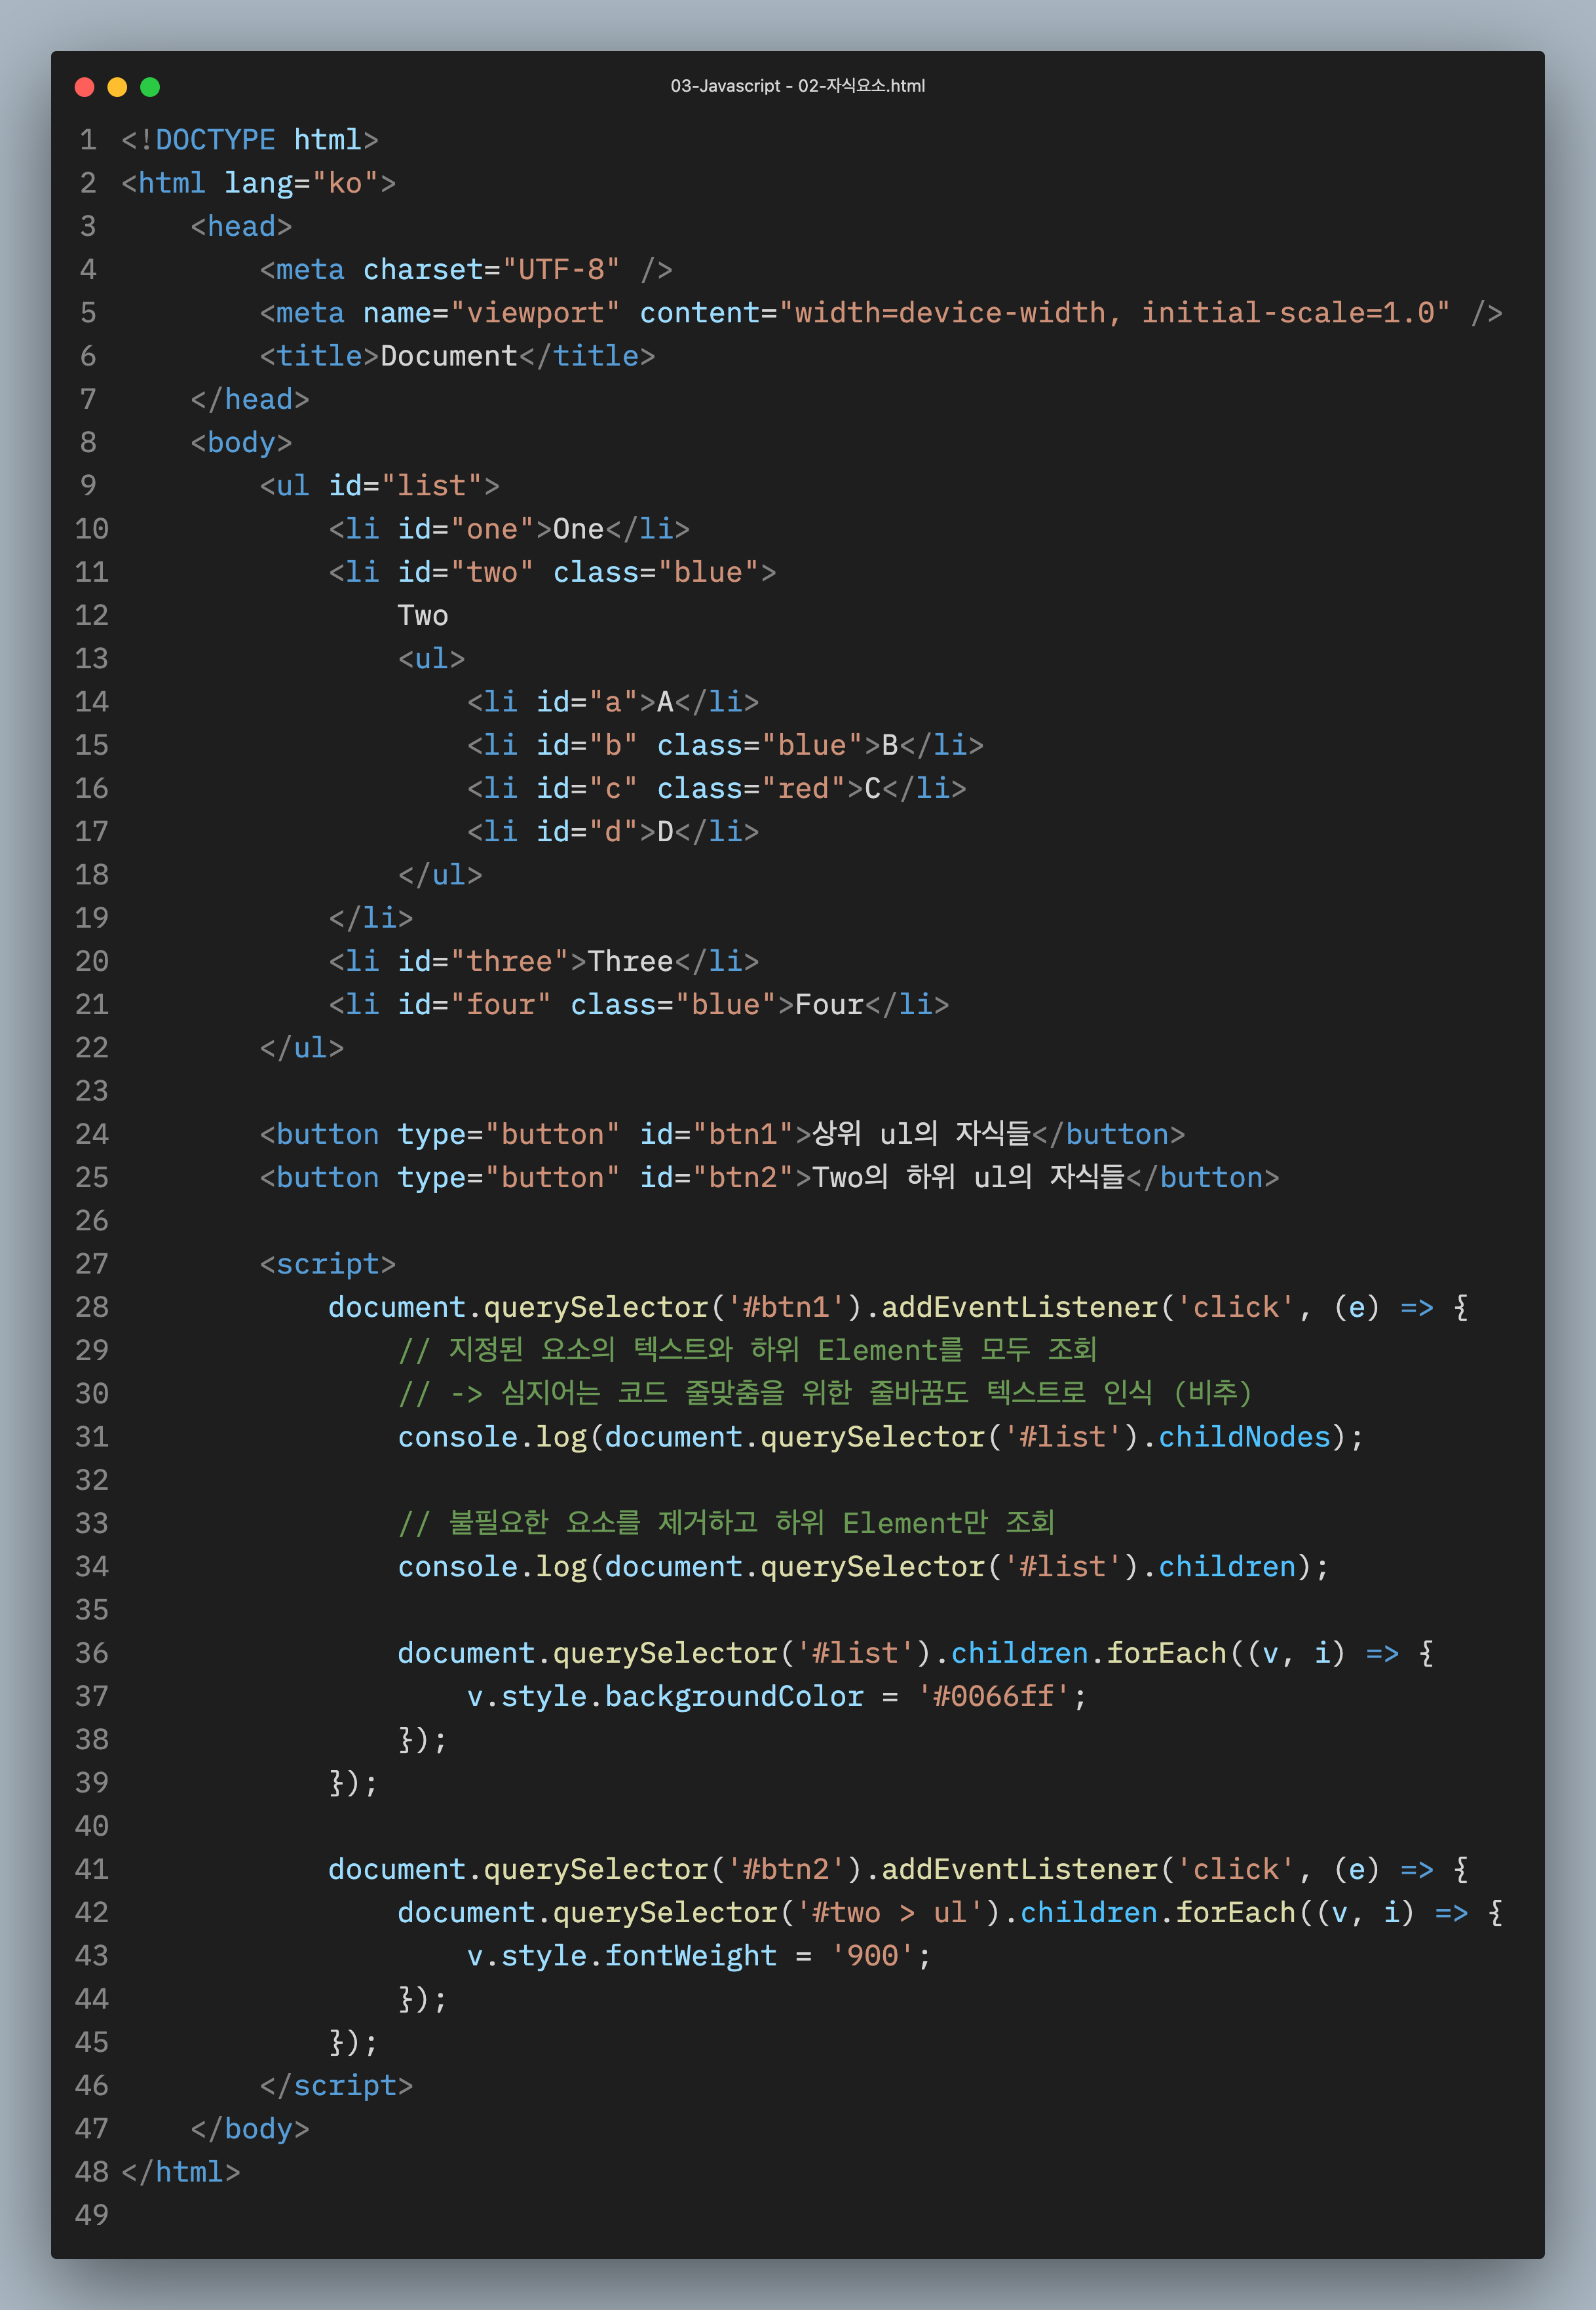 03-Javascript - 02-자식요소.html
1 <!DOCTYPE html>
2 <html lang="ko">
3     <head>
4         <meta charset="UTF-8" />
5         <meta name="viewport" content="width=device-width, initial-scale=1.0" />
6         <title>Document</title>
7     </head>
8     <body>
9         <ul id="list">
10             <li id="one">One</li>
11             <li id="two" class="blue">
12                 Two
13                 <ul>
14                     <li id="a">A</li>
15                     <li id="b" class="blue">B</li>
16                     <li id="c" class="red">C</li>
17                     <li id="d">D</li>
18                 </ul>
19             </li>
20             <li id="three">Three</li>
21             <li id="four" class="blue">Four</li>
22         </ul>
23
24         <button type="button" id="btn1">상위 ul의 자식들</button>
25         <button type="button" id="btn2">Two의 하위 ul의 자식들</button>
26
27         <script>
28             document.querySelector('#btn1').addEventListener('click', (e) => {
29                 // 지정된 요소의 텍스트와 하위 Element를 모두 조회
30                 // -> 심지어는 코드 줄맞춤을 위한 줄바꿈도 텍스트로 인식 (비추)
31                 console.log(document.querySelector('#list').childNodes);
32
33                 // 불필요한 요소를 제거하고 하위 Element만 조회
34                 console.log(document.querySelector('#list').children);
35
36                 document.querySelector('#list').children.forEach((v, i) => {
37                     v.style.backgroundColor = '#0066ff';
38                 });
39             });
40
41             document.querySelector('#btn2').addEventListener('click', (e) => {
42                 document.querySelector('#two > ul').children.forEach((v, i) => {
43                     v.style.fontWeight = '900';
44                 });
45             });
46         </script>
47     </body>
48 </html>
49